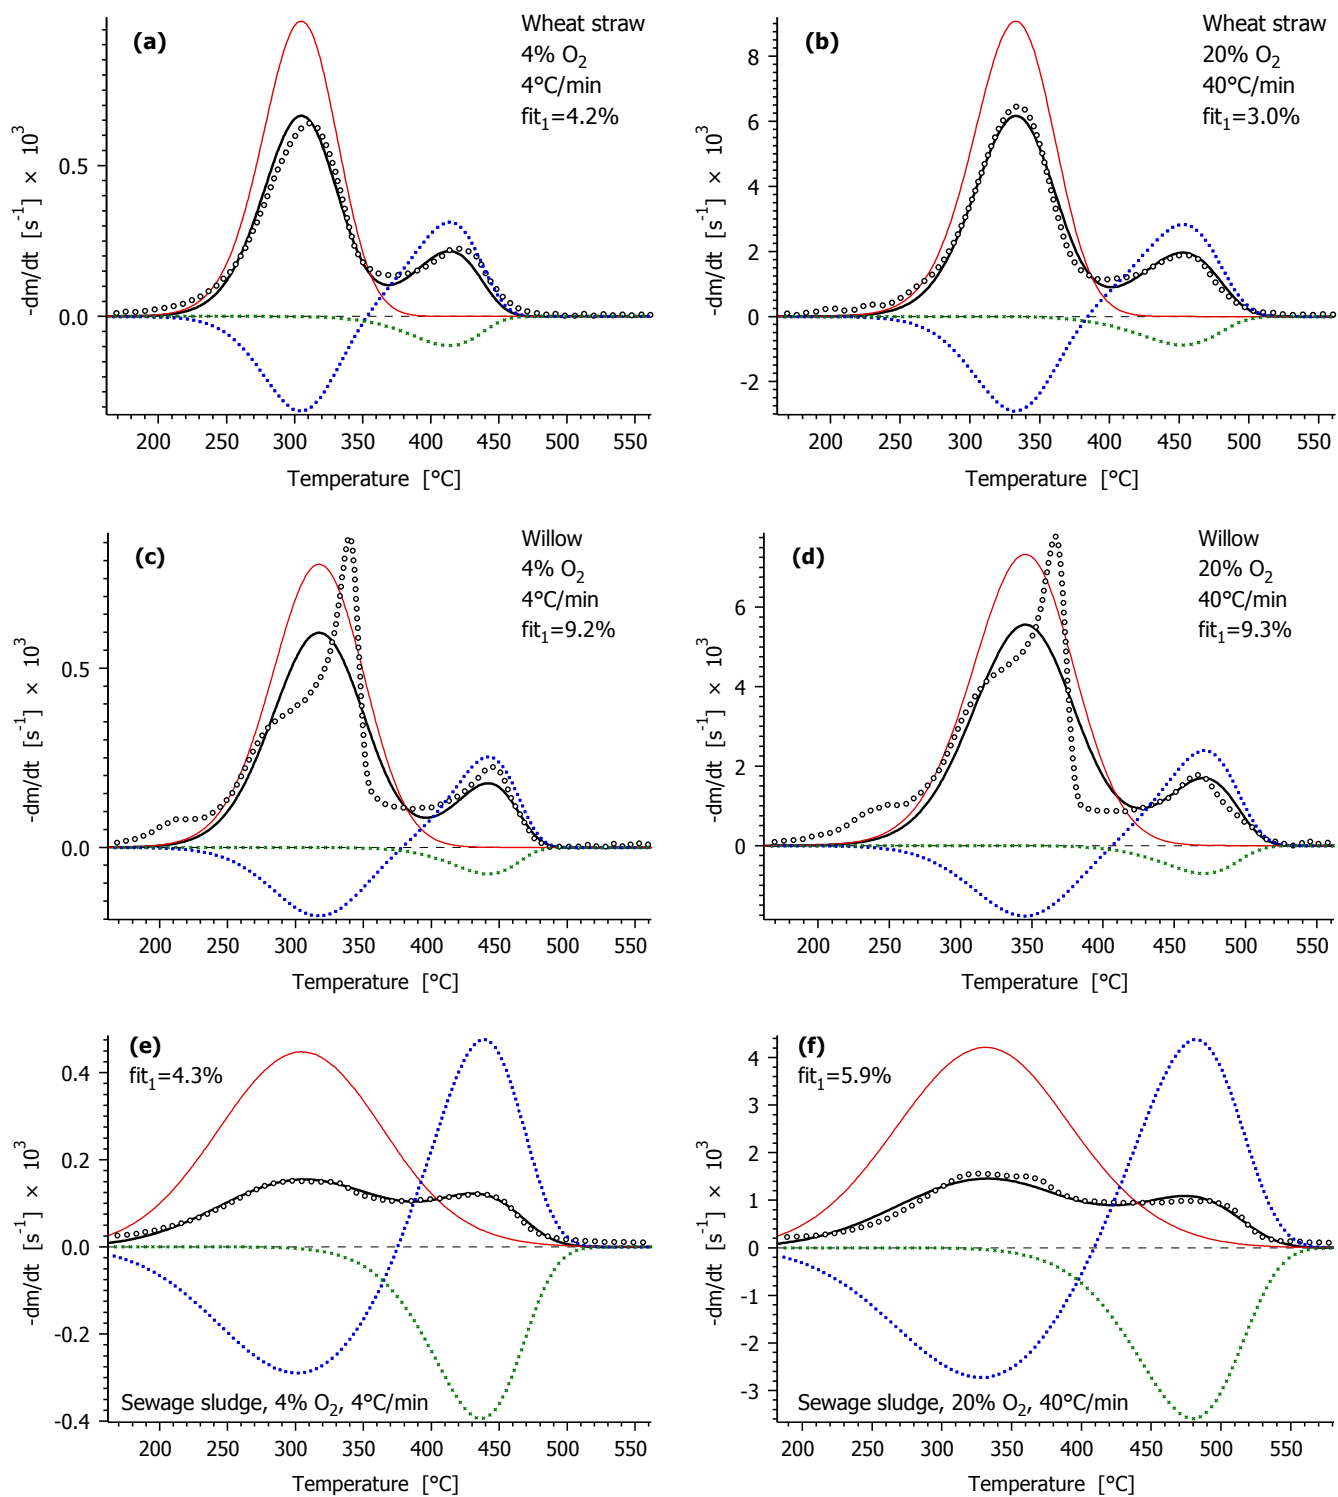 (a)
Wheat straw
4% O₂
4°C/min
fit₁=4.2%
-dm/dt [s⁻¹] × 10³
0.5
0.0
200 250 300 350 400 450 500 550
Temperature [°C]
(b)
Wheat straw
20% O₂
40°C/min
fit₁=3.0%
-dm/dt [s⁻¹] × 10³
8
6
4
2
0
-2
200 250 300 350 400 450 500 550
Temperature [°C]
(c)
Willow
4% O₂
4°C/min
fit₁=9.2%
-dm/dt [s⁻¹] × 10³
0.5
0.0
200 250 300 350 400 450 500 550
Temperature [°C]
(d)
Willow
20% O₂
40°C/min
fit₁=9.3%
-dm/dt [s⁻¹] × 10³
6
4
2
0
200 250 300 350 400 450 500 550
Temperature [°C]
(e)
fit₁=4.3%
-dm/dt [s⁻¹] × 10³
0.4
0.2
0.0
-0.2
-0.4
Sewage sludge, 4% O₂, 4°C/min
200 250 300 350 400 450 500 550
Temperature [°C]
(f)
fit₁=5.9%
-dm/dt [s⁻¹] × 10³
4
3
2
1
0
-1
-2
-3
Sewage sludge, 20% O₂, 40°C/min
200 250 300 350 400 450 500 550
Temperature [°C]